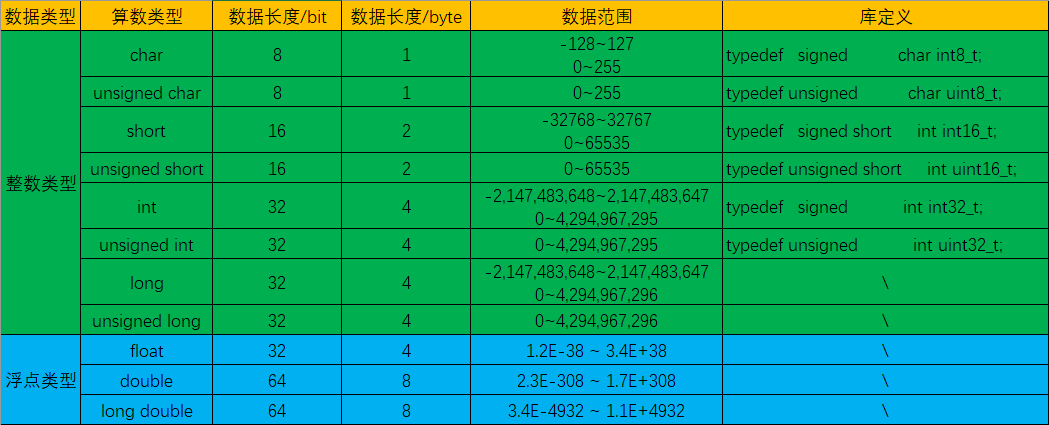 数据类型 算数类型 数据长度/bit 数据长度/byte 数据范围 库定义
整数类型
char 8 1 -128~127
0~255 typedef signed char int8_t;
unsigned char 8 1 0~255 typedef unsigned char uint8_t;
short 16 2 -32768~32767
0~65535 typedef signed short int int16_t;
unsigned short 16 2 0~65535 typedef unsigned short int uint16_t;
int 32 4 -2,147,483,648~2,147,483,647
0~4,294,967,295 typedef signed int int32_t;
unsigned int 32 4 0~4,294,967,295 typedef unsigned int uint32_t;
long 32 4 -2,147,483,648~2,147,483,647
0~4,294,967,296 \
unsigned long 32 4 0~4,294,967,296 \
浮点类型
float 32 4 1.2E-38 ~ 3.4E+38 \
double 64 8 2.3E-308 ~ 1.7E+308 \
long double 64 8 3.4E-4932 ~ 1.1E+4932 \